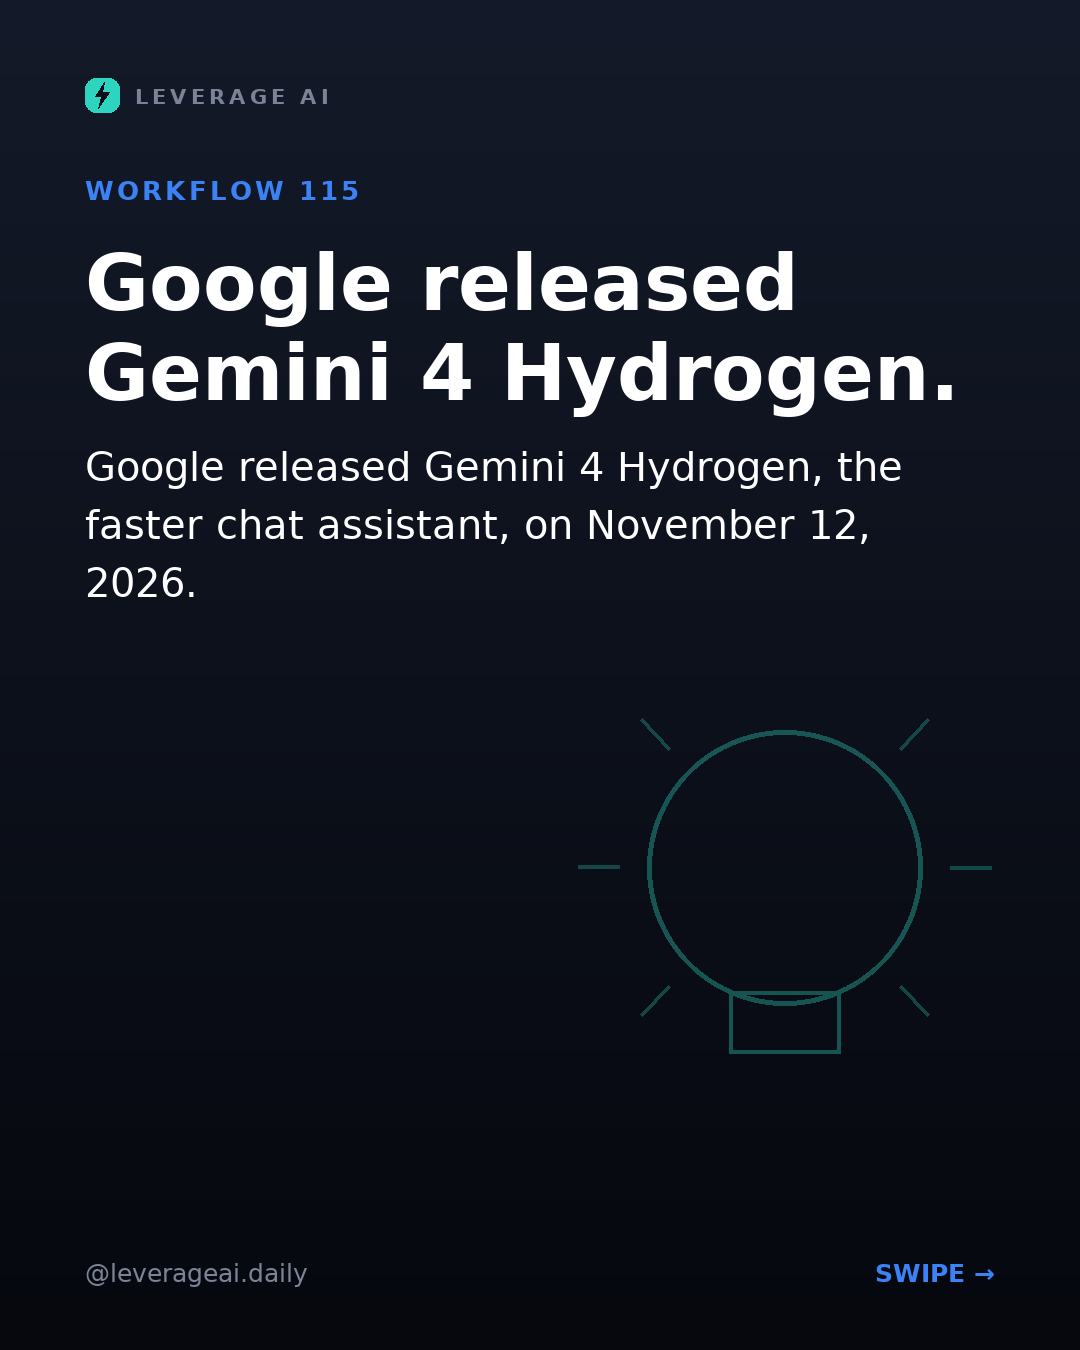 LEVERAGE AI
WORKFLOW 115
Google released
Gemini 4 Hydrogen.
Google released Gemini 4 Hydrogen, the
faster chat assistant, on November 12,
2026.
@leverageai.daily
SWIPE →